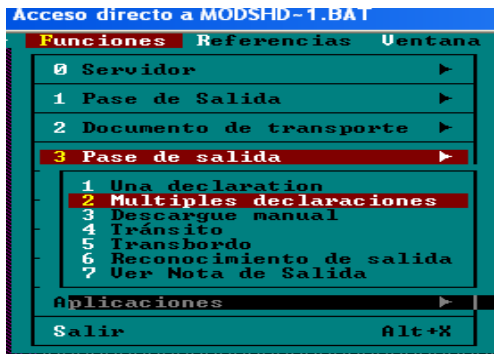 Acceso directo a MODSHD~1.BAT
Funciones Referencias Ventana
0 Servidor
1 Pase de Salida
2 Documento de transporte
3 Pase de salida
1 Una declaration
2 Multiples declaraciones
3 Descargue manual
4 Tránsito
5 Transbordo
6 Reconocimiento de salida
7 Ver Nota de Salida
Aplicaciones
Salir Alt+X